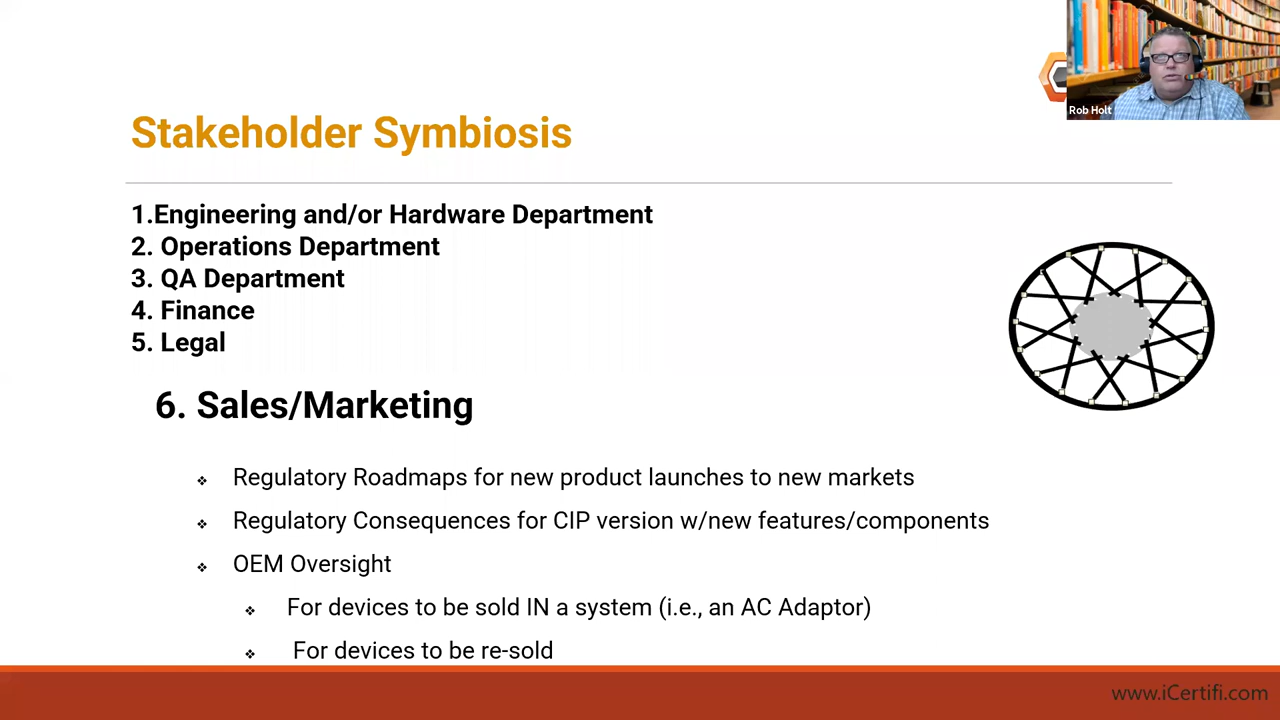 Rob Holt
Stakeholder Symbiosis
1.Engineering and/or Hardware Department
2. Operations Department
3. QA Department
4. Finance
5. Legal
6. Sales/Marketing
❖ Regulatory Roadmaps for new product launches to new markets
❖ Regulatory Consequences for CIP version w/new features/components
❖ OEM Oversight
❖ For devices to be sold IN a system (i.e., an AC Adaptor)
❖ For devices to be re-sold
www.iCertifi.com